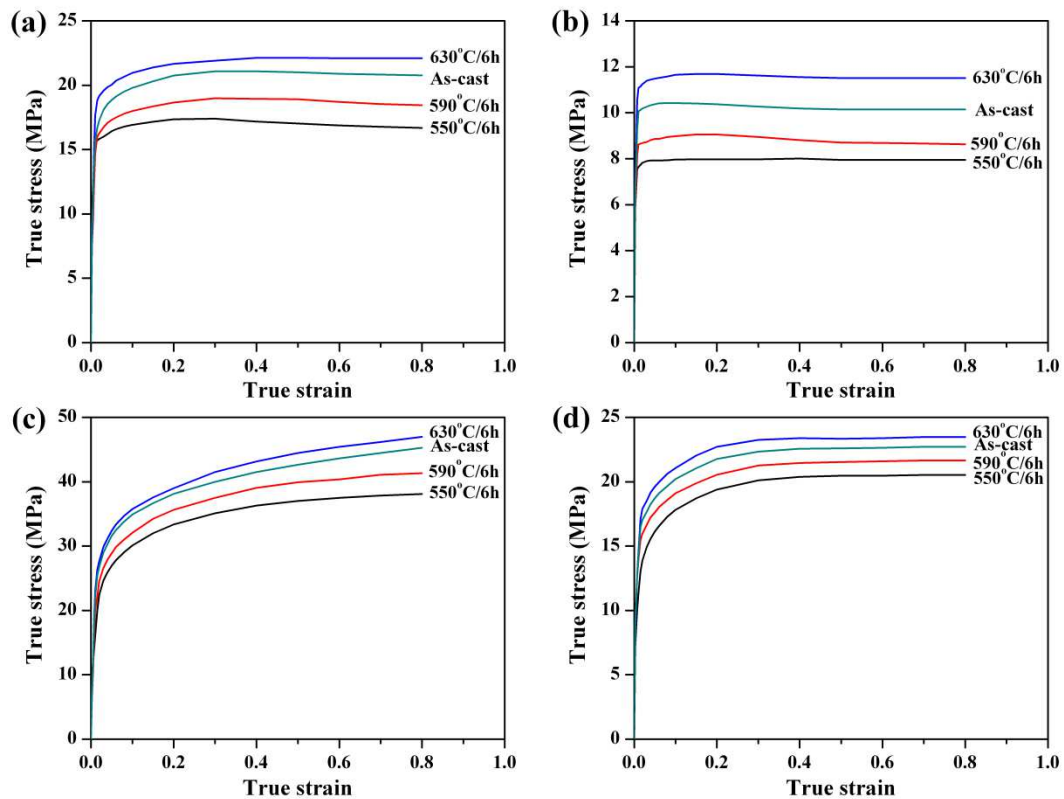 (a)
25
20
15
10
5
0
True stress (MPa)
630°C/6h
As-cast
590°C/6h
550°C/6h
0.0 0.2 0.4 0.6 0.8 1.0
True strain
(b)
14
12
10
8
6
4
2
0
True stress (MPa)
630°C/6h
As-cast
590°C/6h
550°C/6h
0.0 0.2 0.4 0.6 0.8 1.0
True strain
(c)
50
40
30
20
10
0
True stress (MPa)
630°C/6h
As-cast
590°C/6h
550°C/6h
0.0 0.2 0.4 0.6 0.8 1.0
True strain
(d)
25
20
15
10
5
0
True stress (MPa)
630°C/6h
As-cast
590°C/6h
550°C/6h
0.0 0.2 0.4 0.6 0.8 1.0
True strain